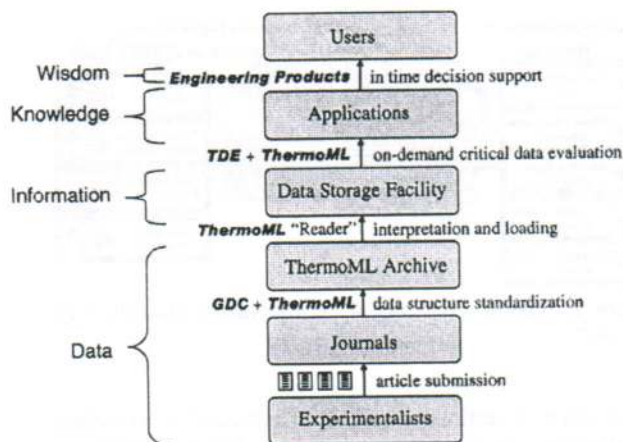 Users
Wisdom Engineering Products in time decision support
Knowledge Applications
TDE + ThermoML on-demand critical data evaluation
Information Data Storage Facility
ThermoML "Reader" interpretation and loading
ThermoML Archive
GDC + ThermoML data structure standardization
Data Journals
article submission
Experimentalists